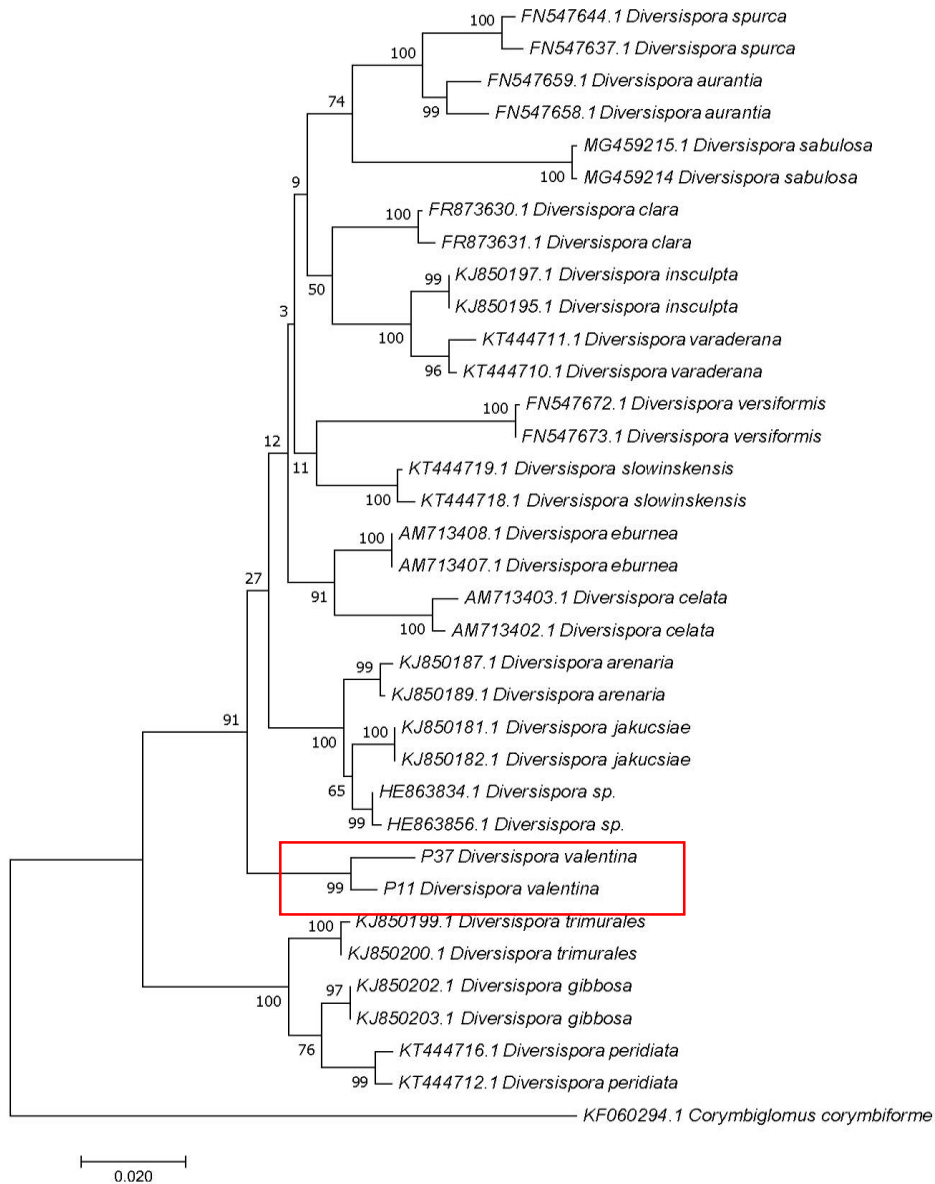 100 FN547644.1 Diversispora spurca
FN547637.1 Diversispora spurca
100
FN547659.1 Diversispora aurantia
99 FN547658.1 Diversispora aurantia
74
MG459215.1 Diversispora sabulosa
100 MG459214 Diversispora sabulosa
9
100 FR873630.1 Diversispora clara
FR873631.1 Diversispora clara
50
99 KJ850197.1 Diversispora insculpta
KJ850195.1 Diversispora insculpta
3
100
KT444711.1 Diversispora varaderana
96 KT444710.1 Diversispora varaderana
100 FN547672.1 Diversispora versiformis
FN547673.1 Diversispora versiformis
12
11
KT444719.1 Diversispora slowinskensis
100 KT444718.1 Diversispora slowinskensis
100 AM713408.1 Diversispora eburnea
AM713407.1 Diversispora eburnea
27
91
AM713403.1 Diversispora celata
100 AM713402.1 Diversispora celata
99 KJ850187.1 Diversispora arenaria
KJ850189.1 Diversispora arenaria
91
100
100 KJ850181.1 Diversispora jakucsiae
KJ850182.1 Diversispora jakucsiae
65
HE863834.1 Diversispora sp.
99 HE863856.1 Diversispora sp.
P37 Diversispora valentina
99 P11 Diversispora valentina
100 KJ850199.1 Diversispora trimurales
KJ850200.1 Diversispora trimurales
100
97 KJ850202.1 Diversispora gibbosa
KJ850203.1 Diversispora gibbosa
76
KT444716.1 Diversispora peridiata
99 KT444712.1 Diversispora peridiata
KF060294.1 Corymbiglomus corymbiforme
0.020